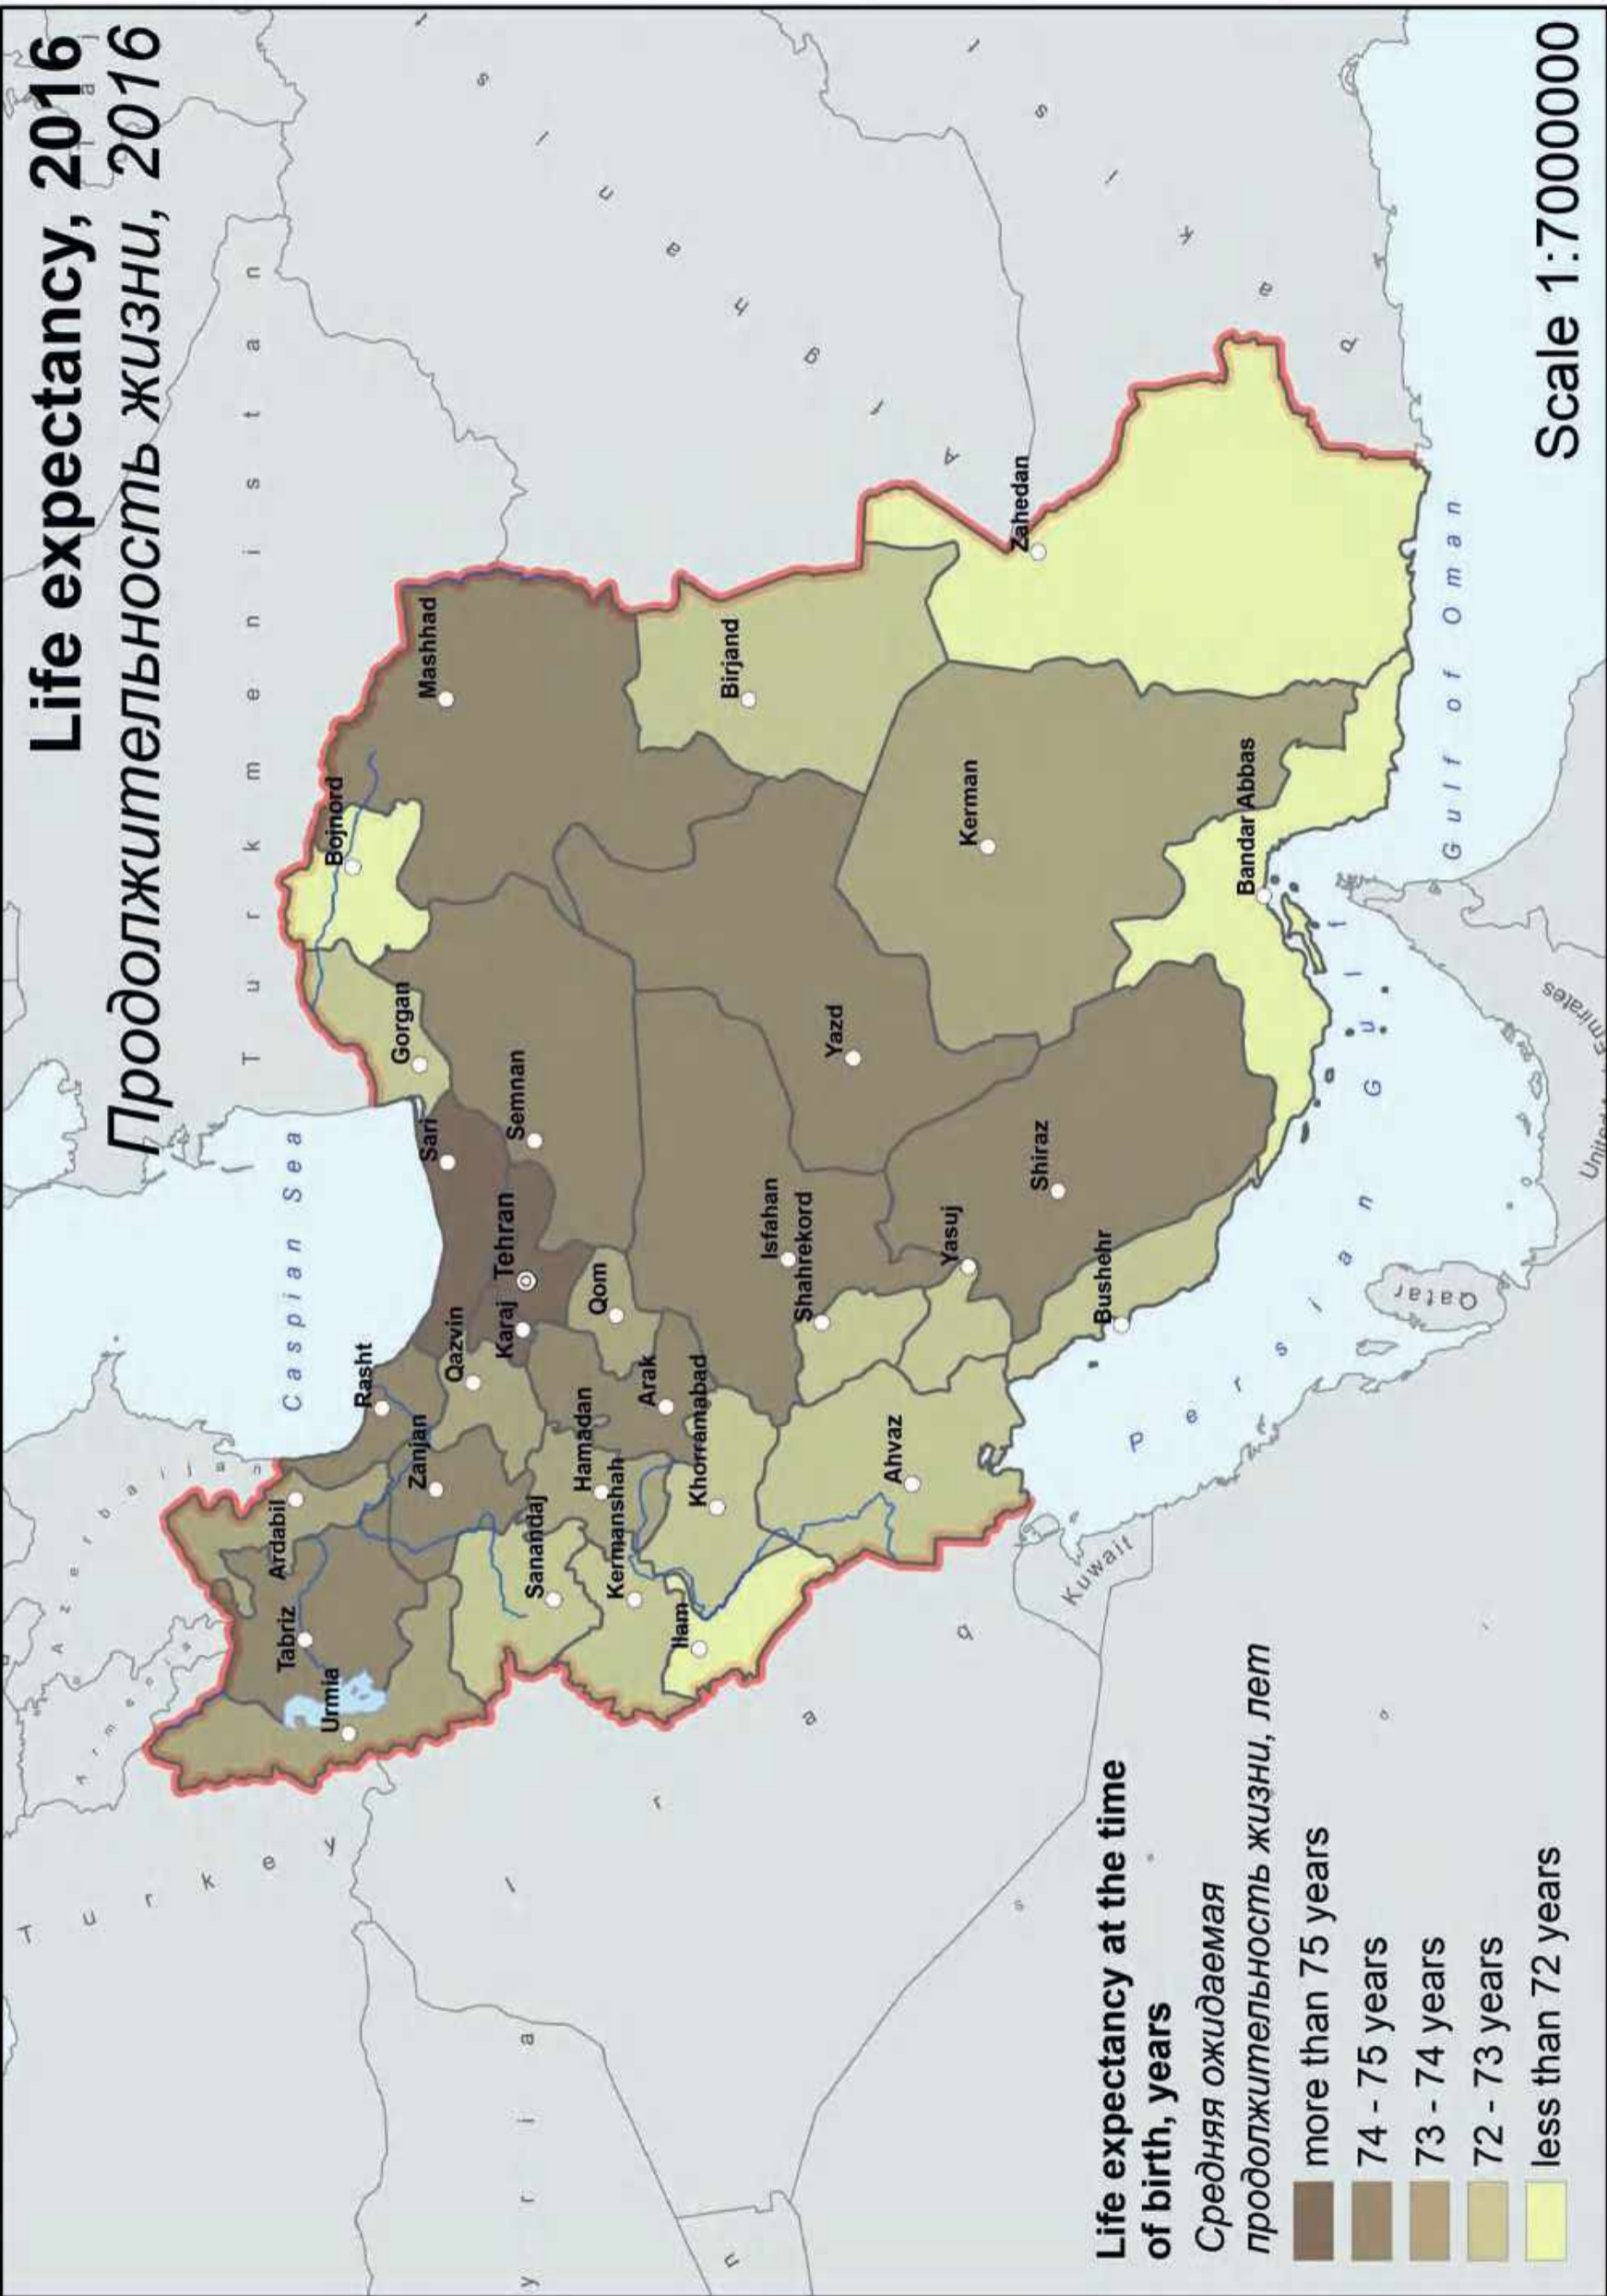 Life expectancy, 2016
Продолжительность жизни, 2016
Turkmenistan
Caspian Sea
Azerbaijan
Armenia
Turkey
Syria
Iraq
Kuwait
Qatar
Emirates
Afghanistan
Pakistan
Persian Gulf
Gulf of Oman
Bojnord
Mashhad
Gorgan
Sari
Semnan
Tehran
Karaj
Qazvin
Rasht
Zanjan
Ardabil
Tabriz
Urmia
Qom
Arak
Hamadan
Sanandaj
Kermanshah
Khorramabad
Ilam
Birjand
Isfahan
Shahrekord
Yazd
Ahvaz
Yasuj
Shiraz
Kerman
Zahedan
Bushehr
Bandar Abbas
Life expectancy at the time
of birth, years
Средняя ожидаемая
продолжительность жизни, лет
more than 75 years
74 - 75 years
73 - 74 years
72 - 73 years
less than 72 years
Scale 1:7000000